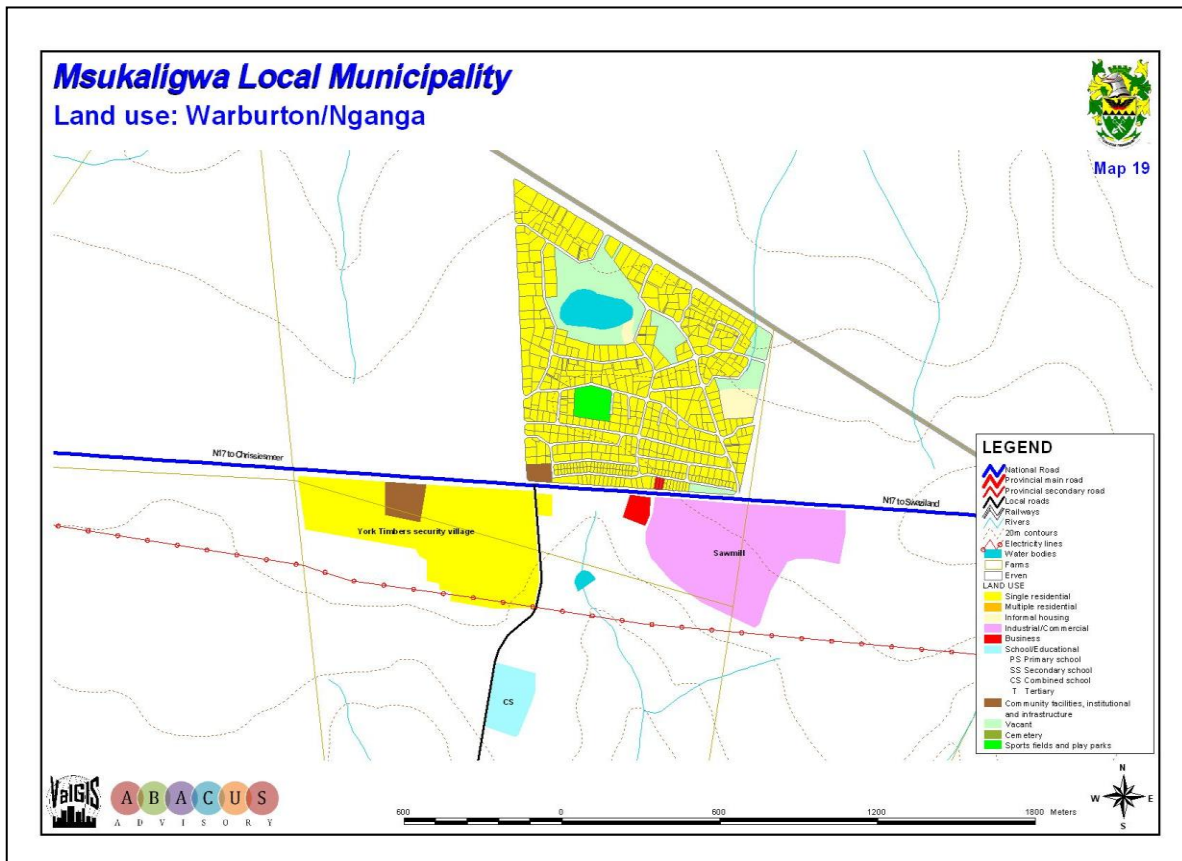 Msukaligwa Local Municipality
Land use: Warburton/Nganga
Map 19
N17 to Chrissiesmeer
N17 to Swaziland
York Timbers security village
Sawmill
CS
LEGEND
National Road
Provincial main road
Provincial secondary road
Local roads
Railways
Rivers
20m contours
Electricity lines
Water bodies
Farms
Erven
LAND USE
Single residential
Multiple residential
Informal housing
Industrial/Commercial
Business
School/Educational
PS Primary school
SS Secondary school
CS Combined school
T Tertiary
Community facilities, institutional
and infrastructure
Vacant
Cemetery
Sports fields and play parks
ValGIS
ABACUS
ADVISORY
600 0 600 1200 1800 Meters
N
W E
S